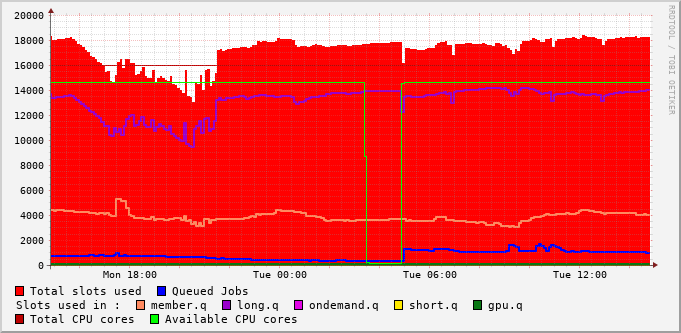 20000
18000
16000
14000
12000
10000
8000
6000
4000
2000
0
Mon 18:00 Tue 00:00 Tue 06:00 Tue 12:00
RRDTOOL / TOBI OETIKER
Total slots used Queued Jobs
Slots used in : member.q long.q ondemand.q short.q gpu.q
Total CPU cores Available CPU cores